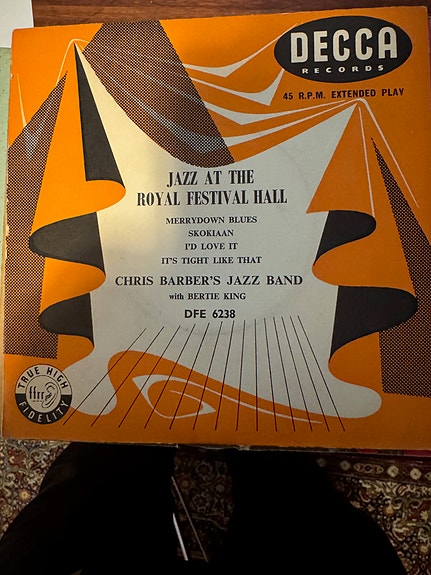 DECCA
RECORDS
45 R.P.M. EXTENDED PLAY
JAZZ AT THE
ROYAL FESTIVAL HALL
MERRYDOWN BLUES
SKOKIAAN
I'D LOVE IT
IT'S TIGHT LIKE THAT
CHRIS BARBER'S JAZZ BAND
with BERTIE KING
DFE 6238
TRUE HIGH
ffrr
FIDELITY